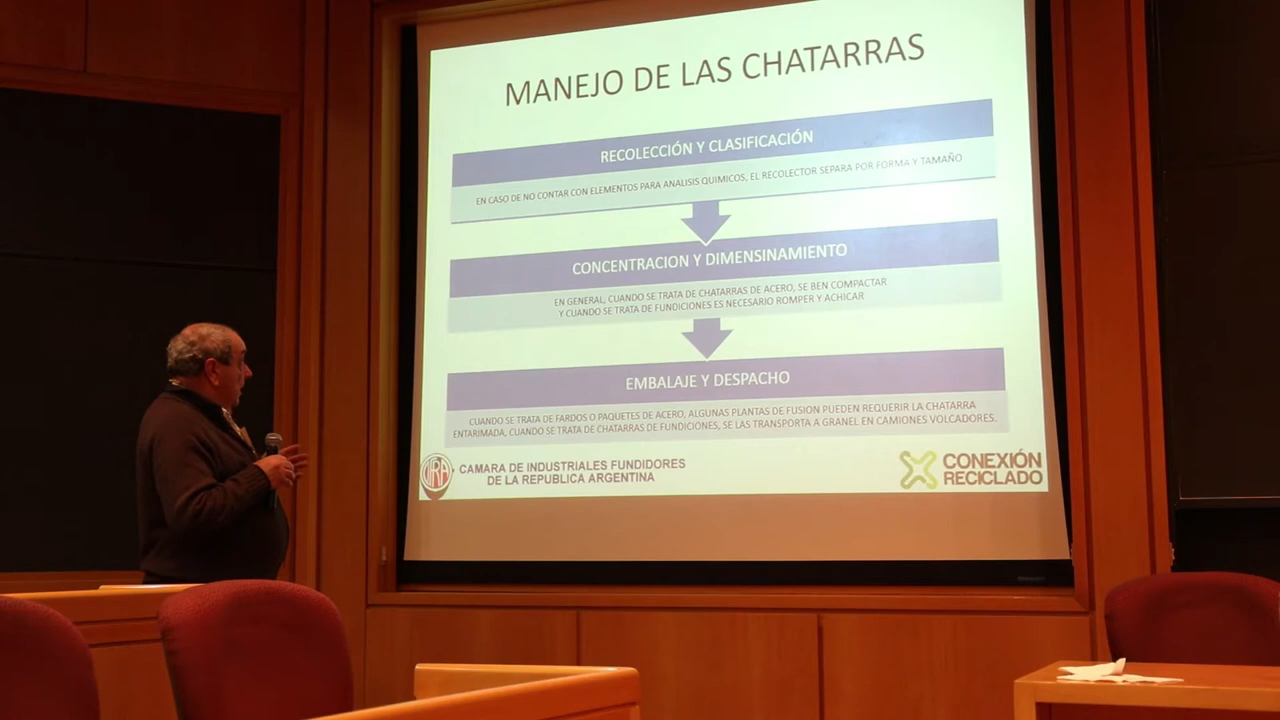 MANEJO DE LAS CHATARRAS
RECOLECCIÓN Y CLASIFICACIÓN
EN CASO DE NO CONTAR CON ELEMENTOS PARA ANALISIS QUIMICOS, EL RECOLECTOR SEPARA POR FORMA Y TAMAÑO
CONCENTRACION Y DIMENSINAMIENTO
EN GENERAL, CUANDO SE TRATA DE CHATARRAS DE ACERO, SE BEN COMPACTAR
Y CUANDO SE TRATA DE FUNDICIONES ES NECESARIO ROMPER Y ACHICAR
EMBALAJE Y DESPACHO
CUANDO SE TRATA DE FARDOS O PAQUETES DE ACERO, ALGUNAS PLANTAS DE FUSION PUEDEN REQUERIR LA CHATARRA
ENTARIMADA, CUANDO SE TRATA DE CHATARRAS DE FUNDICIONES, SE LAS TRANSPORTA A GRANEL EN CAMIONES VOLCADORES.
CAMARA DE INDUSTRIALES FUNDIDORES
DE LA REPUBLICA ARGENTINA
CONEXIÓN
RECICLADO